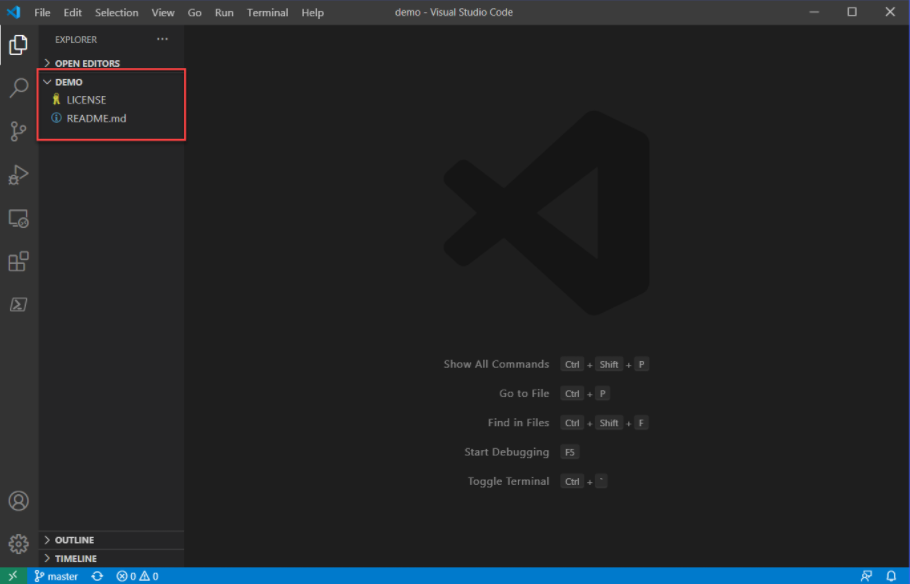 File Edit Selection View Go Run Terminal Help demo - Visual Studio Code
EXPLORER ...
OPEN EDITORS
DEMO
LICENSE
README.md
Show All Commands Ctrl + Shift + P
Go to File Ctrl + P
Find in Files Ctrl + Shift + F
Start Debugging F5
Toggle Terminal Ctrl + `
OUTLINE
TIMELINE
master 0 0